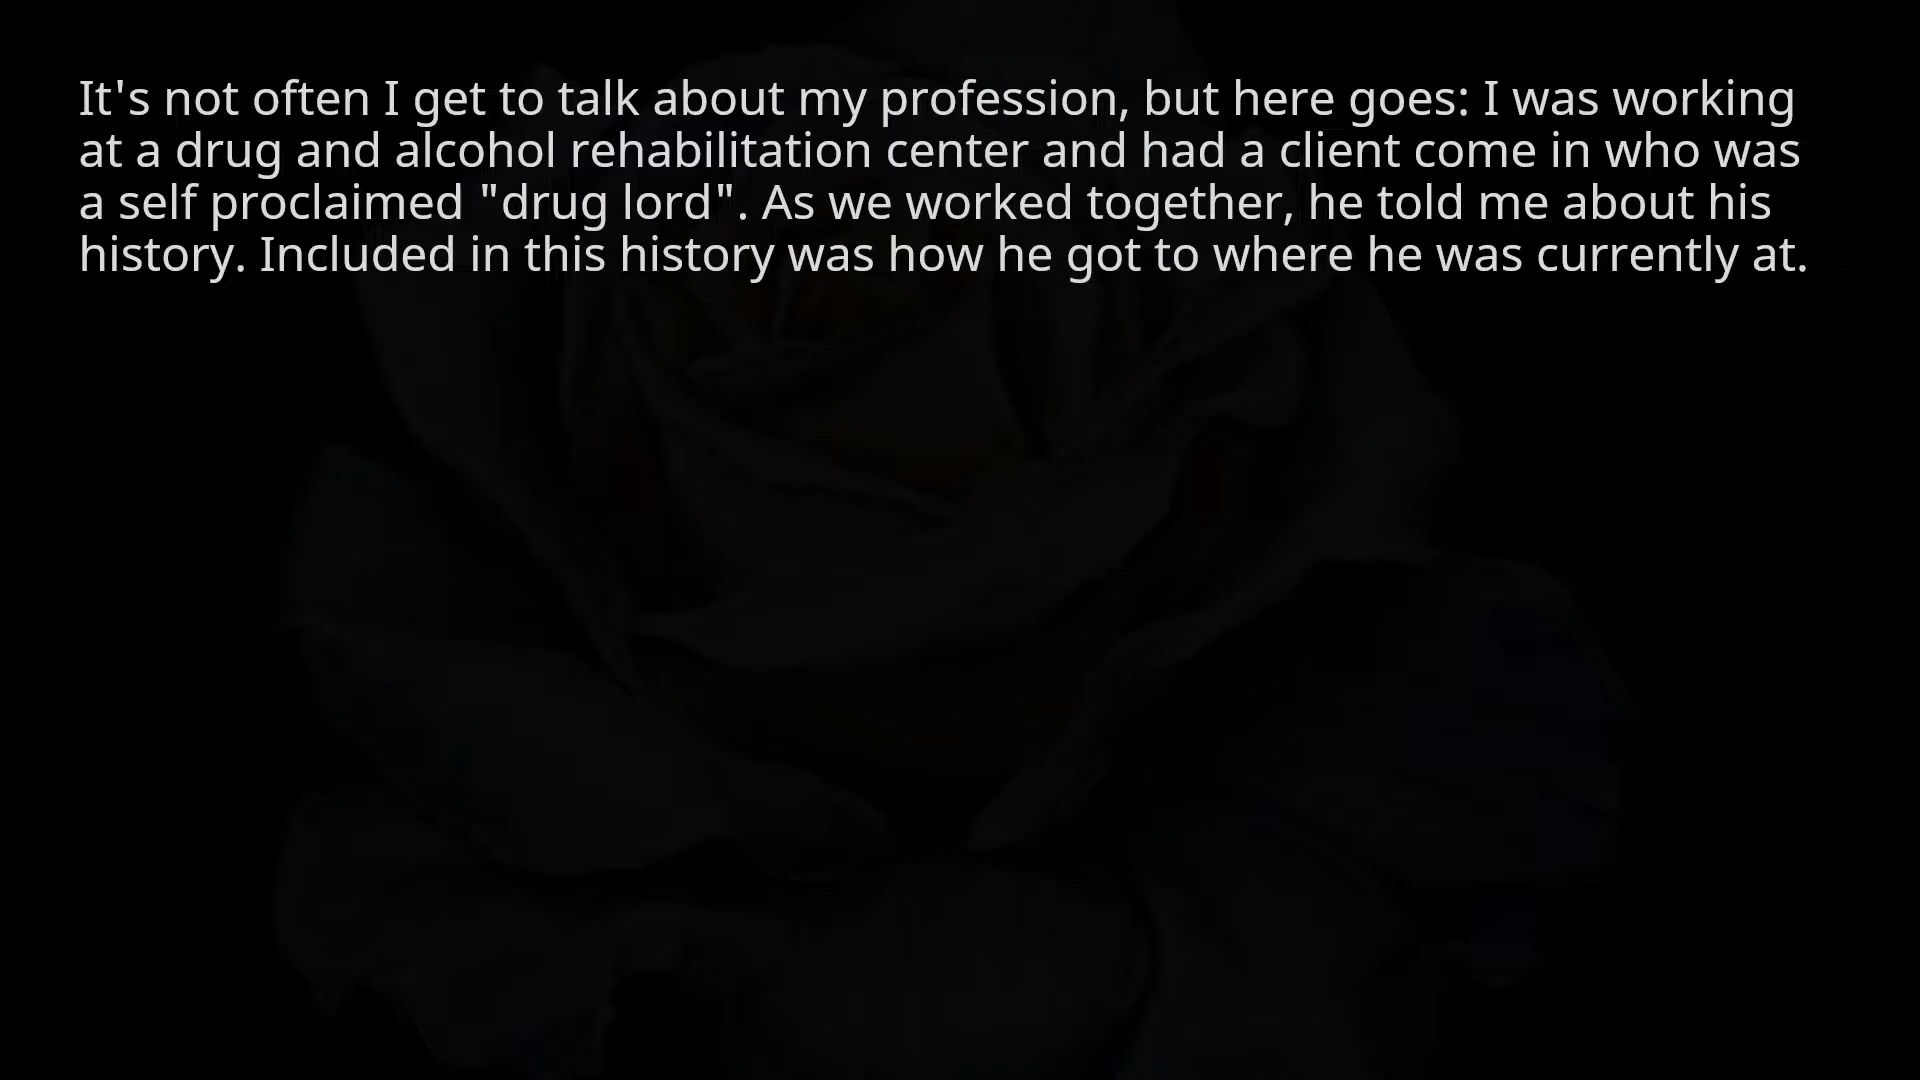 It's not often I get to talk about my profession, but here goes: I was working
at a drug and alcohol rehabilitation center and had a client come in who was
a self proclaimed "drug lord". As we worked together, he told me about his
history. Included in this history was how he got to where he was currently at.